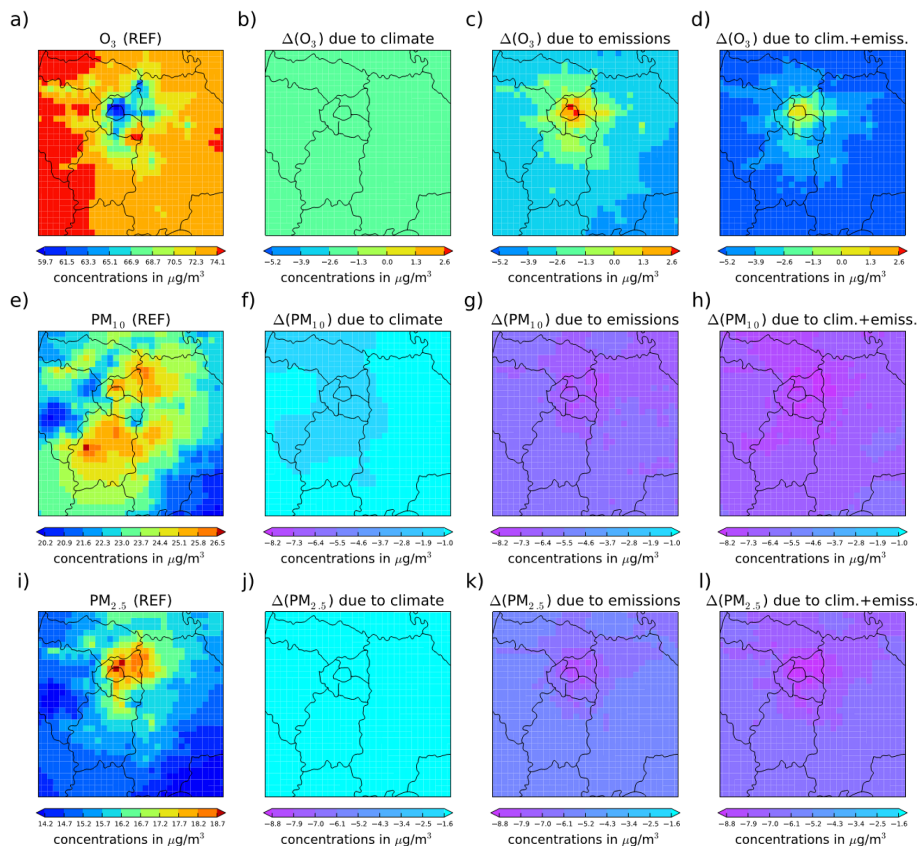 a) b) c) d)
O₃ (REF) Δ(O₃) due to climate Δ(O₃) due to emissions Δ(O₃) due to clim.+emiss.
59.7 61.5 63.3 65.1 66.9 68.7 70.5 72.3 74.1 −5.2 −3.9 −2.6 −1.3 0.0 1.3 2.6 −5.2 −3.9 −2.6 −1.3 0.0 1.3 2.6 −5.2 −3.9 −2.6 −1.3 0.0 1.3 2.6
concentrations in μg/m³ concentrations in μg/m³ concentrations in μg/m³ concentrations in μg/m³
e) f) g) h)
PM₁₀ (REF) Δ(PM₁₀) due to climate Δ(PM₁₀) due to emissions Δ(PM₁₀) due to clim.+emiss.
20.2 20.9 21.6 22.3 23.0 23.7 24.4 25.1 25.8 26.5 −8.2 −7.3 −6.4 −5.5 −4.6 −3.7 −2.8 −1.9 −1.0 −8.2 −7.3 −6.4 −5.5 −4.6 −3.7 −2.8 −1.9 −1.0 −8.2 −7.3 −6.4 −5.5 −4.6 −3.7 −2.8 −1.9 −1.0
concentrations in μg/m³ concentrations in μg/m³ concentrations in μg/m³ concentrations in μg/m³
i) j) k) l)
PM₂.₅ (REF) Δ(PM₂.₅) due to climate Δ(PM₂.₅) due to emissions Δ(PM₂.₅) due to clim.+emiss.
14.2 14.7 15.2 15.7 16.2 16.7 17.2 17.7 18.2 18.7 −8.8 −7.9 −7.0 −6.1 −5.2 −4.3 −3.4 −2.5 −1.6 −8.8 −7.9 −7.0 −6.1 −5.2 −4.3 −3.4 −2.5 −1.6 −8.8 −7.9 −7.0 −6.1 −5.2 −4.3 −3.4 −2.5 −1.6
concentrations in μg/m³ concentrations in μg/m³ concentrations in μg/m³ concentrations in μg/m³